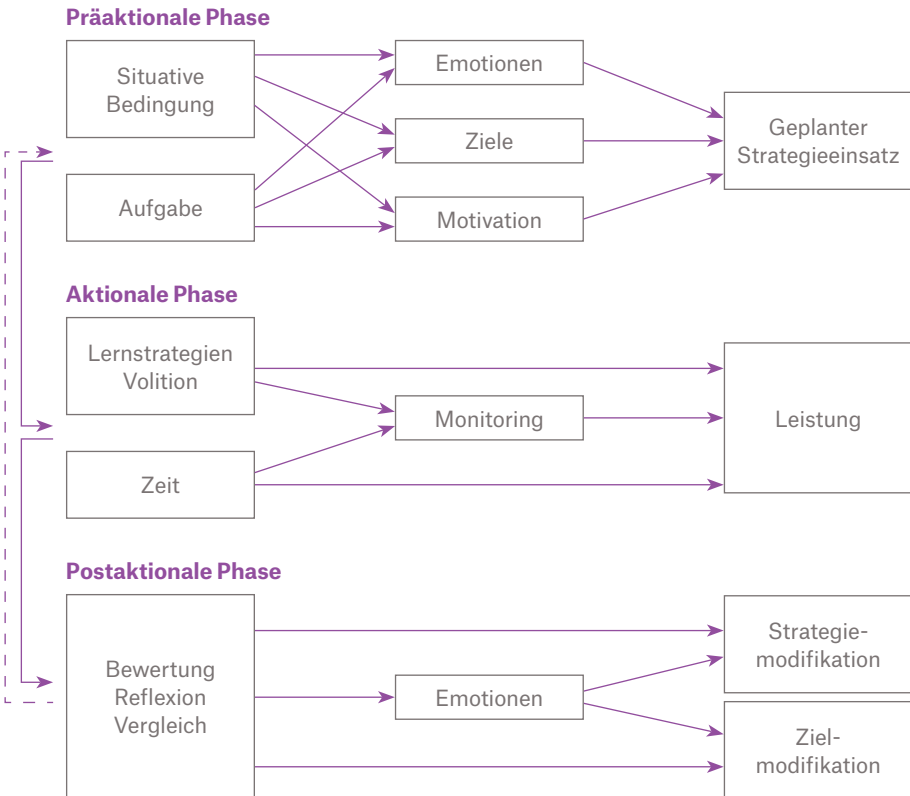 Präaktionale Phase
Situative
Bedingung
Aufgabe
Emotionen
Ziele
Motivation
Geplanter
Strategieeinsatz
Aktionale Phase
Lernstrategien
Volition
Zeit
Monitoring
Leistung
Postaktionale Phase
Bewertung
Reflexion
Vergleich
Emotionen
Strategie-
modifikation
Ziel-
modifikation